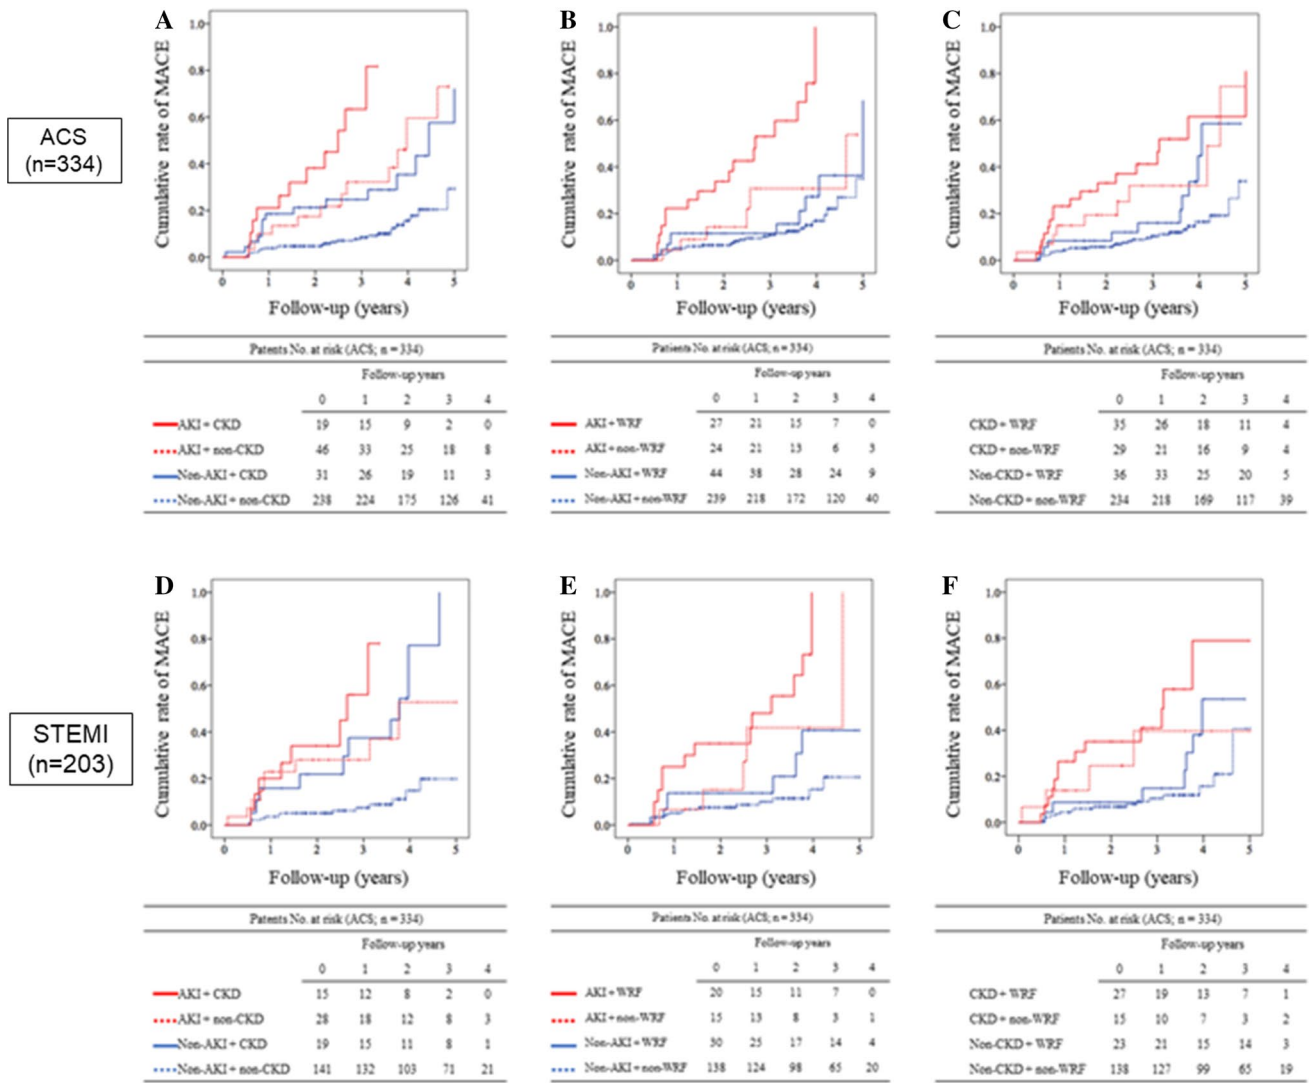 A
B
C
ACS
(n=334)
Cumulative rate of MACE
1.0
0.8
0.6
0.4
0.2
0.0
0 1 2 3 4 5
Follow-up (years)
Cumulative rate of MACE
1.0
0.8
0.6
0.4
0.2
0.0
0 1 2 3 4 5
Follow-up (years)
Cumulative rate of MACE
1.0
0.8
0.6
0.4
0.2
0.0
0 1 2 3 4 5
Follow-up (years)
Patents No. at risk (ACS; n = 334)
Follow-up years
0 1 2 3 4
AKI + CKD 19 15 9 2 0
AKI + non-CKD 46 33 25 18 8
Non-AKI + CKD 31 26 19 11 3
Non-AKI + non-CKD 238 224 175 126 41
Patients No. at risk (ACS; n = 334)
Follow-up years
0 1 2 3 4
AKI + WRF 27 21 15 7 0
AKI + non-WRF 24 21 13 6 3
Non-AKI + WRF 44 38 28 24 9
Non-AKI + non-WRF 239 218 172 120 40
Patients No. at risk (ACS; n = 334)
Follow-up years
0 1 2 3 4
CKD + WRF 35 26 18 11 4
CKD + non-WRF 29 21 16 9 4
Non-CKD + WRF 36 33 25 20 5
Non-CKD + non-WRF 234 218 169 117 39
D
E
F
STEMI
(n=203)
Cumulative rate of MACE
1.0
0.8
0.6
0.4
0.2
0.0
0 1 2 3 4 5
Follow-up (years)
Cumulative rate of MACE
1.0
0.8
0.6
0.4
0.2
0.0
0 1 2 3 4 5
Follow-up (years)
Cumulative rate of MACE
1.0
0.8
0.6
0.4
0.2
0.0
0 1 2 3 4 5
Follow-up (years)
Patents No. at risk (ACS; n = 334)
Follow-up years
0 1 2 3 4
AKI + CKD 15 12 8 2 0
AKI + non-CKD 28 18 12 8 3
Non-AKI + CKD 19 15 11 8 1
Non-AKI + non-CKD 141 132 103 71 21
Patients No. at risk (ACS; n = 334)
Follow-up years
0 1 2 3 4
AKI + WRF 20 15 11 7 0
AKI + non-WRF 15 13 8 3 1
Non-AKI + WRF 30 25 17 14 4
Non-AKI + non-WRF 138 124 98 65 20
Patients No. at risk (ACS; n = 334)
Follow-up years
0 1 2 3 4
CKD + WRF 27 19 13 7 1
CKD + non-WRF 15 10 7 3 2
Non-CKD + WRF 23 21 15 14 3
Non-CKD + non-WRF 138 127 99 65 19